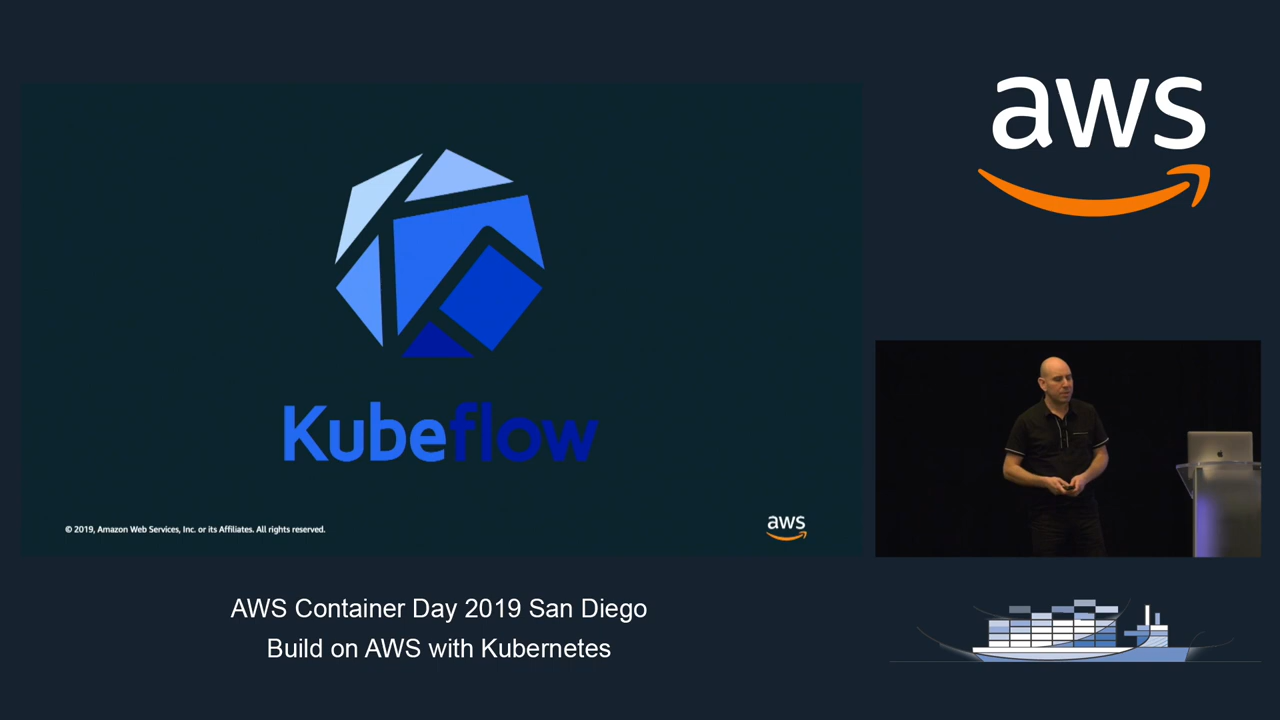 aws
Kubeflow
© 2019, Amazon Web Services, Inc. or its Affiliates. All rights reserved.
aws
AWS Container Day 2019 San Diego
Build on AWS with Kubernetes